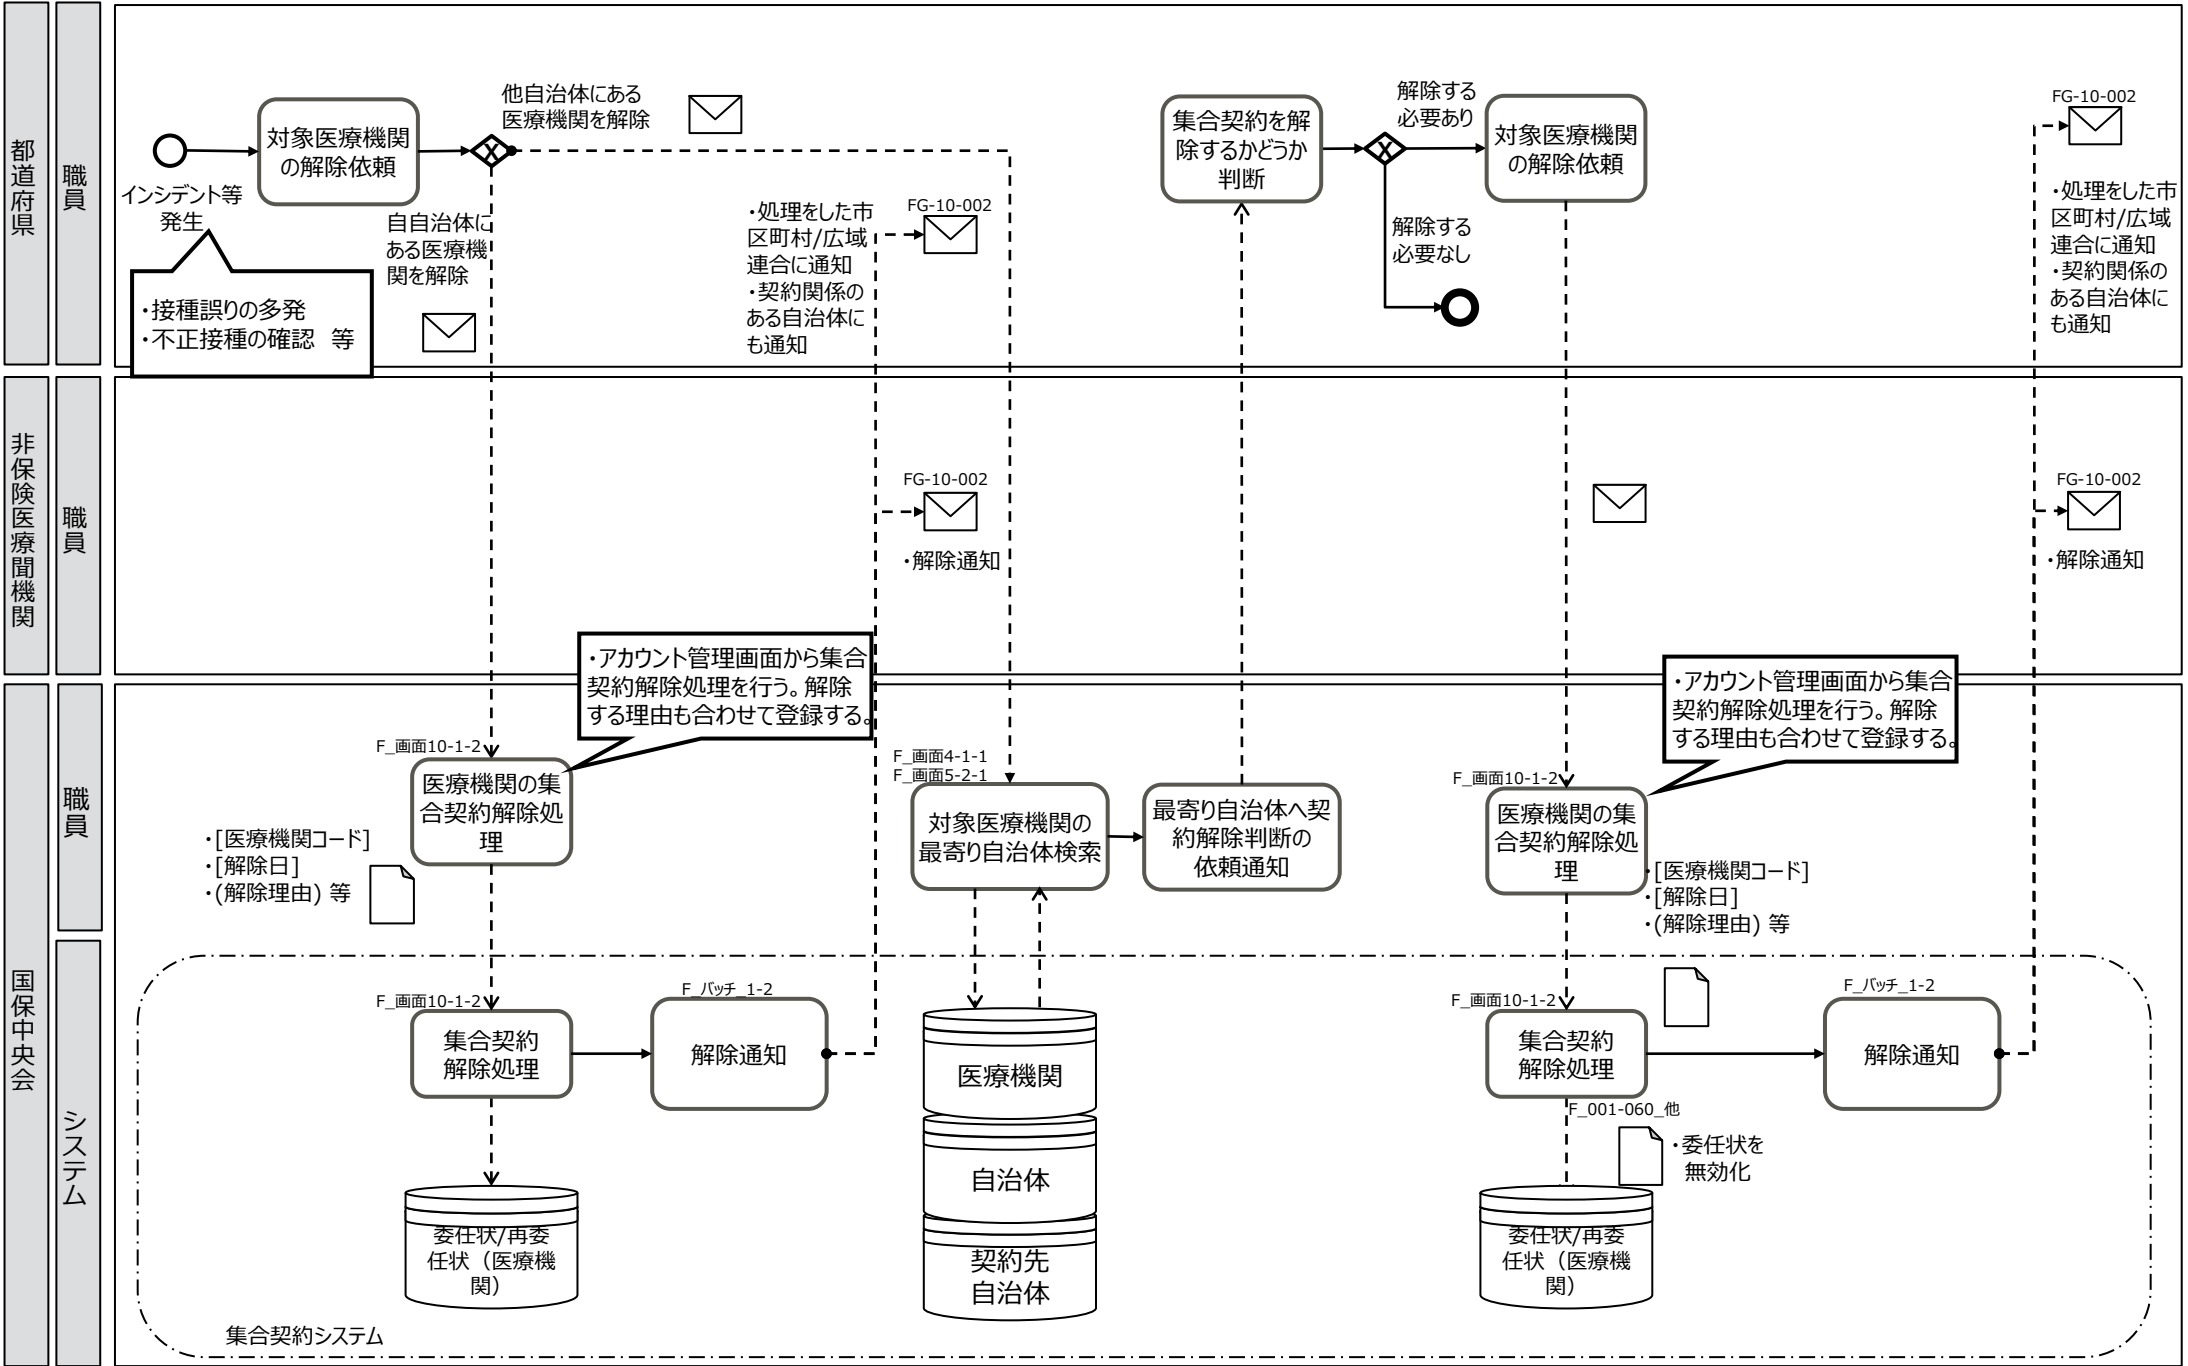 都道府県
職員
他自治体にある
医療機関を解除
対象医療機関
の解除依頼
X
インシデント等
発生
・接種誤りの多発
・不正接種の確認　等
自自治体に
ある医療機
関を解除
・処理をした市
区町村/広域
連合に通知
・契約関係の
ある自治体に
も通知
FG-10-002
集合契約を解
除するかどうか
判断
X
解除する
必要あり
解除する
必要なし
対象医療機関
の解除依頼
FG-10-002
・処理をした市
区町村/広域
連合に通知
・契約関係の
ある自治体に
も通知
非保険医療聞機関
職員
FG-10-002
・解除通知
FG-10-002
・解除通知
国保中央会
職員
・アカウント管理画面から集合
契約解除処理を行う。解除
する理由も合わせて登録する。
F_画面10-1-2
医療機関の集
合契約解除処
理
・[医療機関コード]
・[解除日]
・(解除理由) 等
F_画面4-1-1
F_画面5-2-1
対象医療機関の
最寄り自治体検索
最寄り自治体へ契
約解除判断の
依頼通知
・アカウント管理画面から集合
契約解除処理を行う。解除
する理由も合わせて登録する。
F_画面10-1-2
医療機関の集
合契約解除処
理
・[医療機関コード]
・[解除日]
・(解除理由) 等
システム
F_画面10-1-2
集合契約
解除処理
F_バッチ_1-2
解除通知
委任状/再委
任状（医療機
関）
医療機関
自治体
契約先
自治体
F_画面10-1-2
集合契約
解除処理
F_001-060_他
・委任状を
無効化
F_バッチ_1-2
解除通知
委任状/再委
任状（医療機
関）
集合契約システム